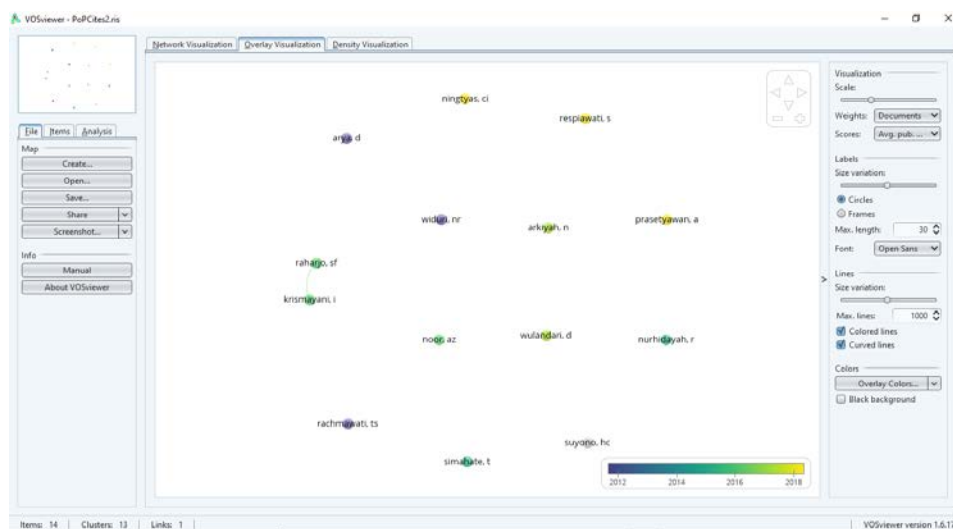 VOSviewer - PoPCites2.ris
Network Visualization Overlay Visualization Density Visualization
File Items Analysis
Map
Create...
Open...
Save...
Share
Screenshot...
Info
Manual
About VOSviewer
ningtyas, ci
respiawati, s
arya, d
widuri, nr
arkiyah, n
prasetyawan, a
raharjo, sf
krismayani, i
noor, az
wulandari, d
nurhidayah, r
rachmawati, ts
suyono, hc
simahate, t
2012 2014 2016 2018
Visualization
Scale:
Weights: Documents
Scores: Avg. pub. ...
Labels
Size variation:
Circles
Frames
Max. length: 30
Font: Open Sans
Lines
Size variation:
Max. lines: 1000
Colored lines
Curved lines
Colors
Overlay Colors...
Black background
Items: 14 Clusters: 13 Links: 1
VOSviewer version 1.6.17